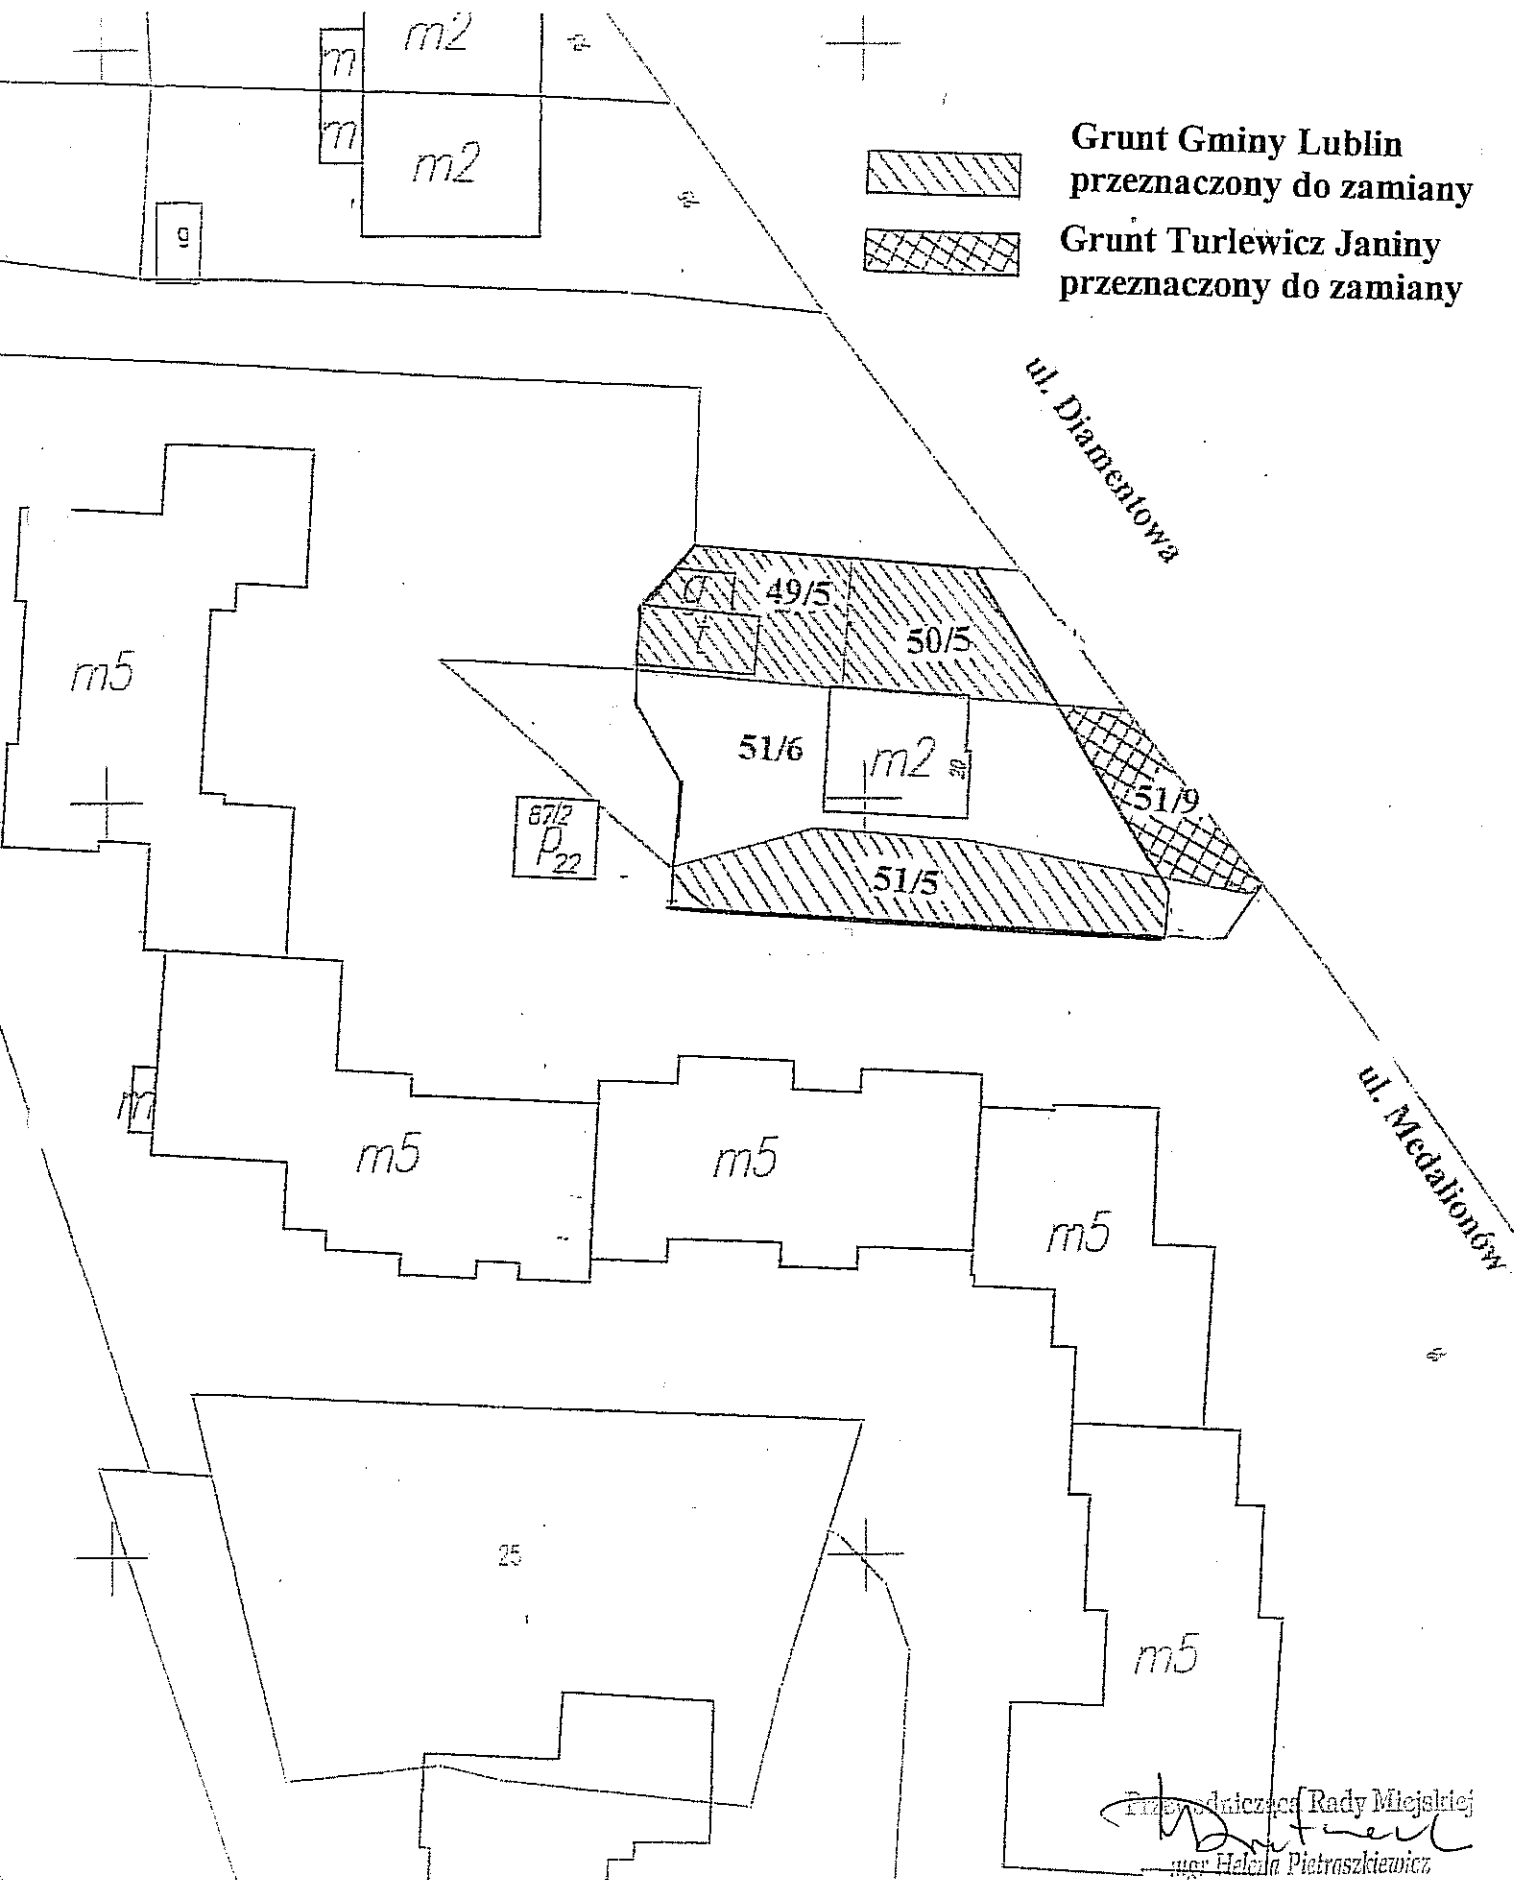 m2
m
m
m2
g
Grunt Gminy Lublin
przeznaczony do zamiany
Grunt Turlewicz Janiny
przeznaczony do zamiany
ul. Diamentowa
49/5
50/5
m5
51/6
m2
20
51/9
87/2
p
22
51/5
ul. Medalionów
m
m5
m5
m5
25
m5
Przewodnicząca Rady Miejskiej
mgr Helena Pietraszkiewicz